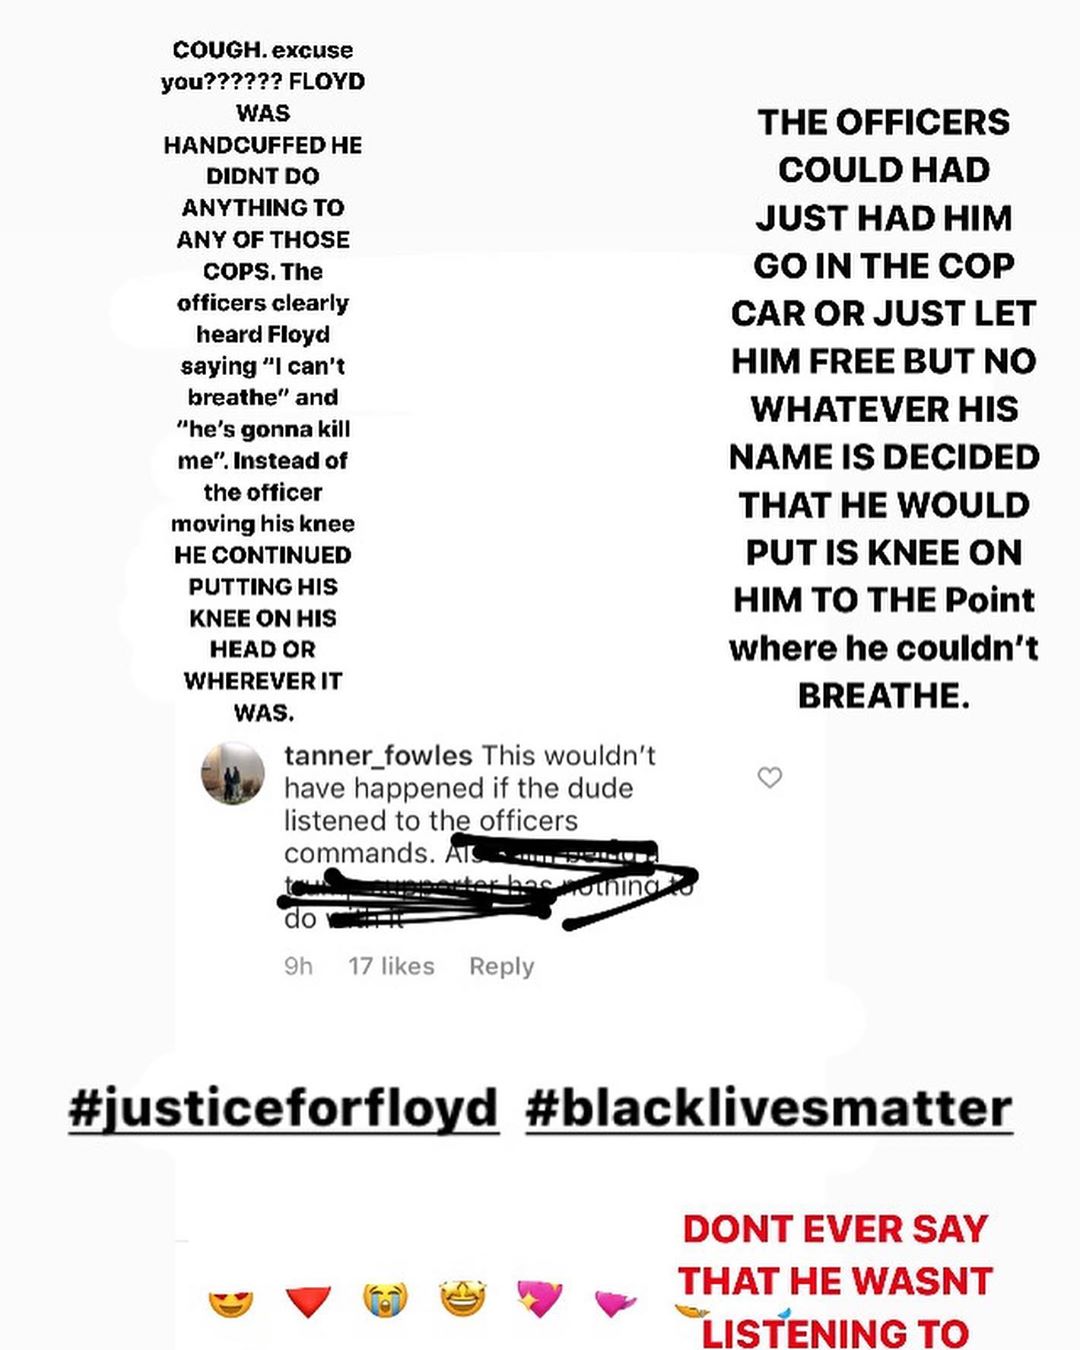 COUGH. excuse
you?????? FLOYD
WAS
HANDCUFFED HE
DIDNT DO
ANYTHING TO
ANY OF THOSE
COPS. The
officers clearly
heard Floyd
saying "I can't
breathe" and
"he's gonna kill
me". Instead of
the officer
moving his knee
HE CONTINUED
PUTTING HIS
KNEE ON HIS
HEAD OR
WHEREVER IT
WAS.
THE OFFICERS
COULD HAD
JUST HAD HIM
GO IN THE COP
CAR OR JUST LET
HIM FREE BUT NO
WHATEVER HIS
NAME IS DECIDED
THAT HE WOULD
PUT IS KNEE ON
HIM TO THE Point
where he couldn't
BREATHE.
tanner_fowles This wouldn't
have happened if the dude
listened to the officers
commands. being a
supporter has nothing to
do with it
9h 17 likes Reply
#justiceforfloyd #blacklivesmatter
DONT EVER SAY
THAT HE WASNT
LISTENING TO